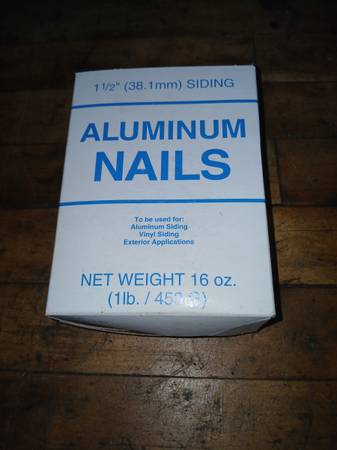 1 1/2" (38.1mm) SIDING
ALUMINUM
NAILS
To be used for:
Aluminum Siding
Vinyl Siding
Exterior Applications
NET WEIGHT 16 oz.
(1lb. /